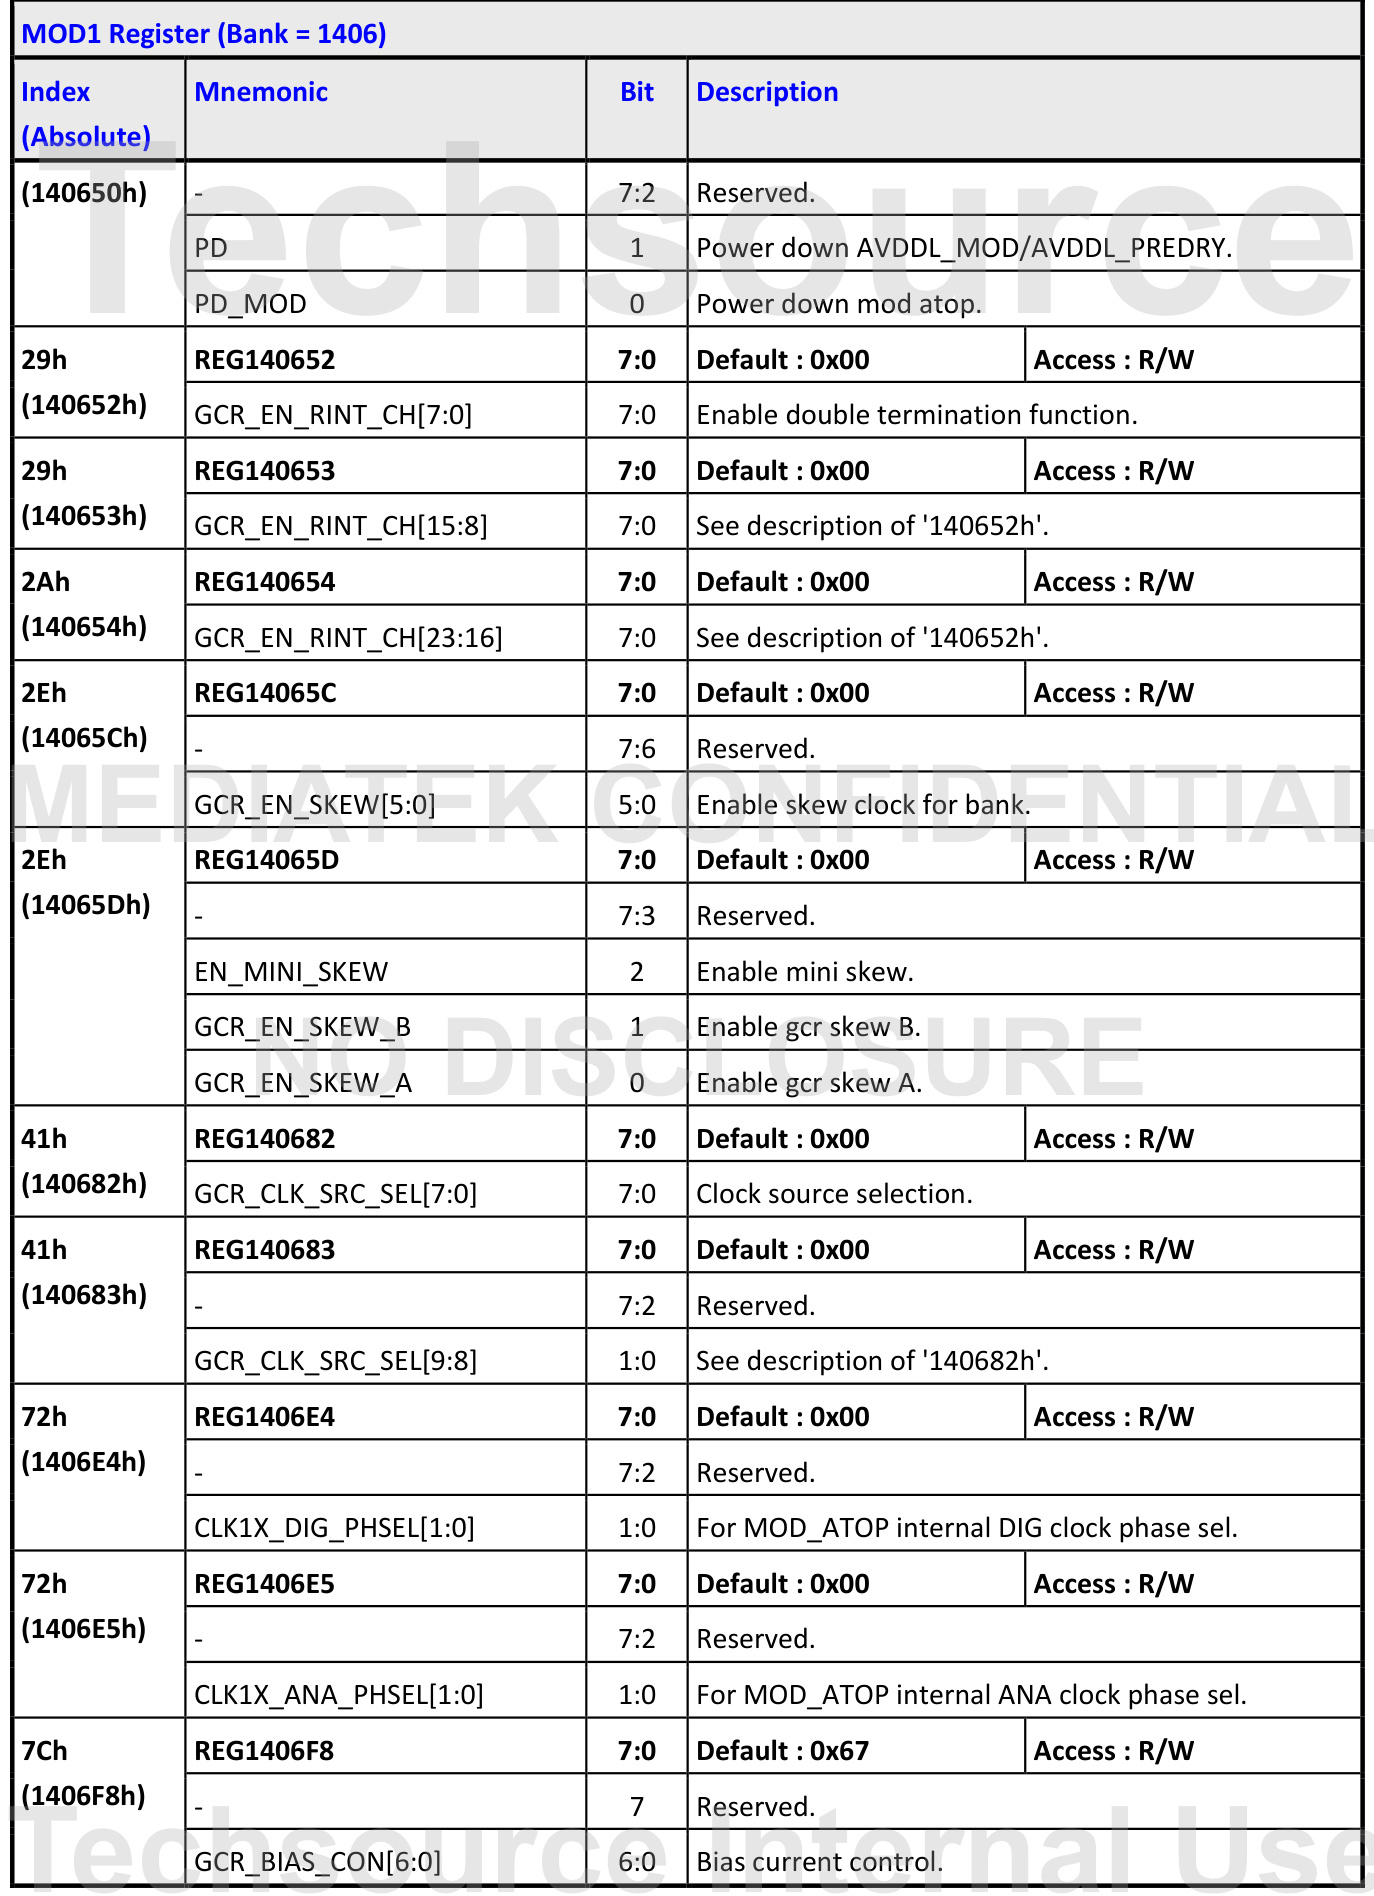 MOD1 Register (Bank = 1406)
Index (Absolute) Mnemonic Bit Description
(140650h) - 7:2 Reserved.
PD 1 Power down AVDDL_MOD/AVDDL_PREDRY.
PD_MOD 0 Power down mod atop.
29h (140652h) REG140652 7:0 Default : 0x00 Access : R/W
GCR_EN_RINT_CH[7:0] 7:0 Enable double termination function.
29h (140653h) REG140653 7:0 Default : 0x00 Access : R/W
GCR_EN_RINT_CH[15:8] 7:0 See description of '140652h'.
2Ah (140654h) REG140654 7:0 Default : 0x00 Access : R/W
GCR_EN_RINT_CH[23:16] 7:0 See description of '140652h'.
2Eh (14065Ch) REG14065C 7:0 Default : 0x00 Access : R/W
- 7:6 Reserved.
GCR_EN_SKEW[5:0] 5:0 Enable skew clock for bank.
2Eh (14065Dh) REG14065D 7:0 Default : 0x00 Access : R/W
- 7:3 Reserved.
EN_MINI_SKEW 2 Enable mini skew.
GCR_EN_SKEW_B 1 Enable gcr skew B.
GCR_EN_SKEW_A 0 Enable gcr skew A.
41h (140682h) REG140682 7:0 Default : 0x00 Access : R/W
GCR_CLK_SRC_SEL[7:0] 7:0 Clock source selection.
41h (140683h) REG140683 7:0 Default : 0x00 Access : R/W
- 7:2 Reserved.
GCR_CLK_SRC_SEL[9:8] 1:0 See description of '140682h'.
72h (1406E4h) REG1406E4 7:0 Default : 0x00 Access : R/W
- 7:2 Reserved.
CLK1X_DIG_PHSEL[1:0] 1:0 For MOD_ATOP internal DIG clock phase sel.
72h (1406E5h) REG1406E5 7:0 Default : 0x00 Access : R/W
- 7:2 Reserved.
CLK1X_ANA_PHSEL[1:0] 1:0 For MOD_ATOP internal ANA clock phase sel.
7Ch (1406F8h) REG1406F8 7:0 Default : 0x67 Access : R/W
- 7 Reserved.
GCR_BIAS_CON[6:0] 6:0 Bias current control.
Techsource
MEDIATEK CONFIDENTIAL
NO DISCLOSURE
Techsource Internal Use